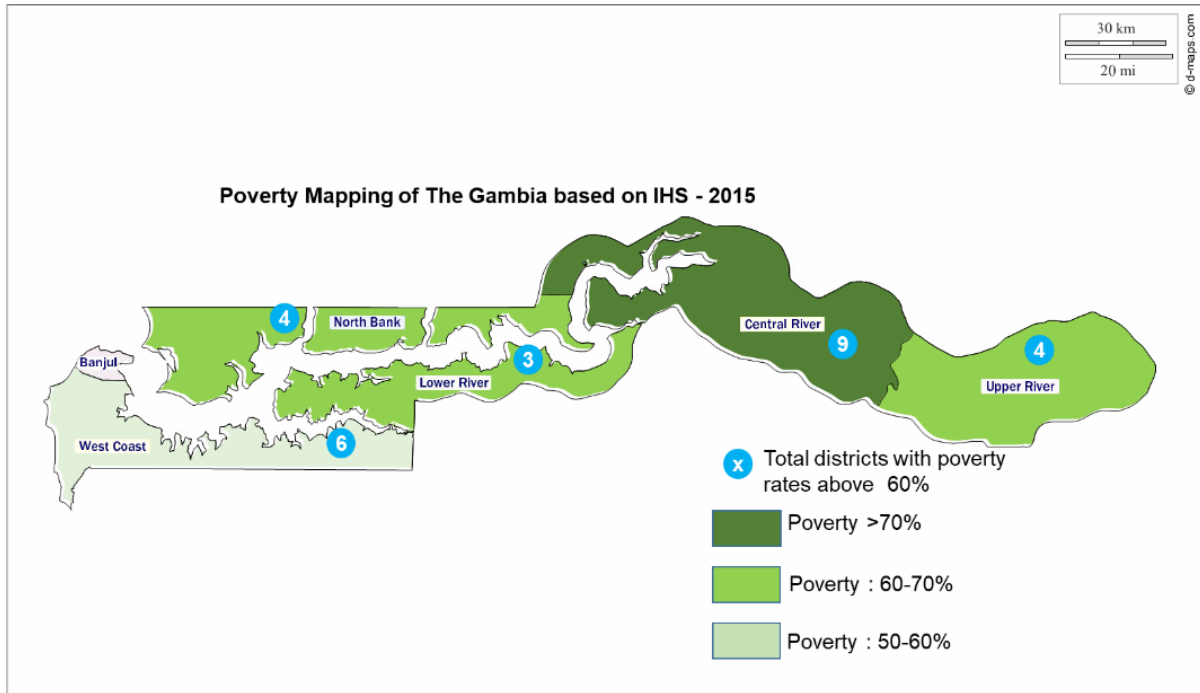 30 km
20 mi
© d-maps.com
Poverty Mapping of The Gambia based on IHS - 2015
4
North Bank
Central River
9
4
3
Banjul
Lower River
Upper River
West Coast
6
x Total districts with poverty
rates above 60%
Poverty >70%
Poverty : 60-70%
Poverty : 50-60%